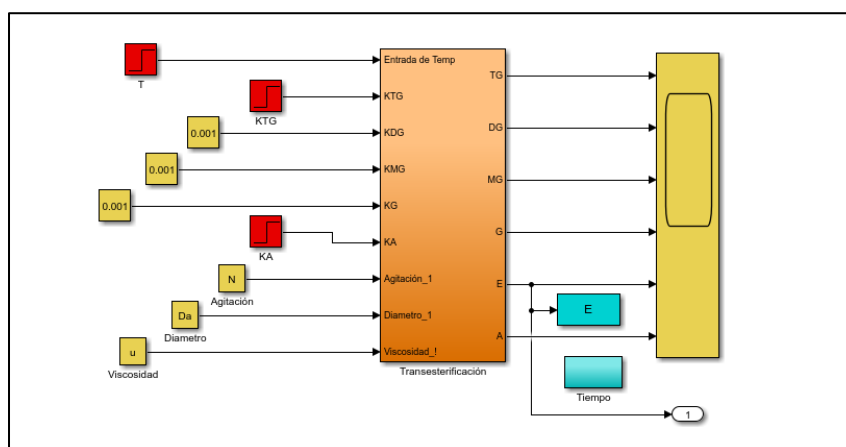 T
KTG
0.001
0.001
0.001
KA
N
Agitación
Da
Diametro
u
Viscosidad
Entrada de Temp
KTG
KDG
KMG
KG
KA
Agitación_1
Diametro_1
Viscosidad_!
TG
DG
MG
G
E
A
Transesterificación
E
Tiempo
1